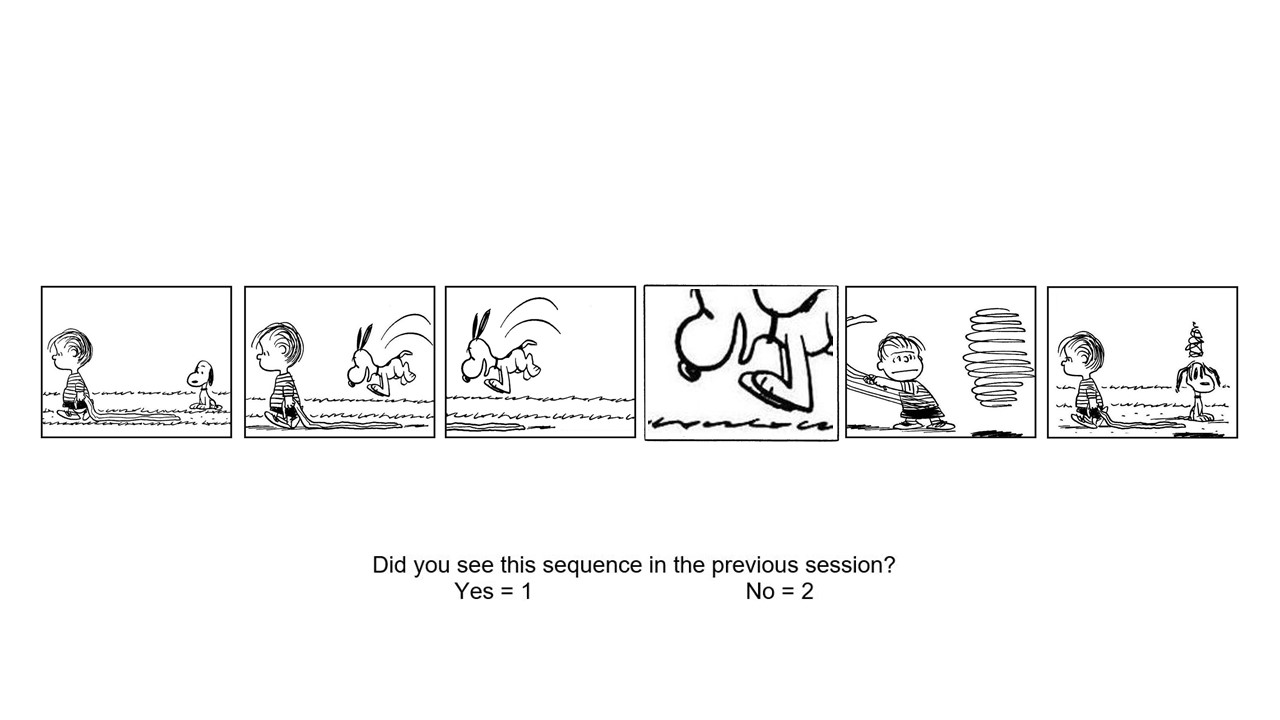 Did you see this sequence in the previous session?
Yes = 1 No = 2